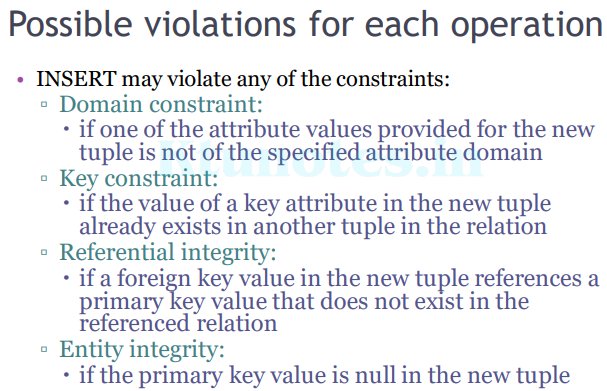 Possible violations for each operation
• INSERT may violate any of the constraints:
▫ Domain constraint:
• if one of the attribute values provided for the new
tuple is not of the specified attribute domain
▫ Key constraint:
• if the value of a key attribute in the new tuple
already exists in another tuple in the relation
▫ Referential integrity:
• if a foreign key value in the new tuple references a
primary key value that does not exist in the
referenced relation
▫ Entity integrity:
• if the primary key value is null in the new tuple
Ktunotes.in